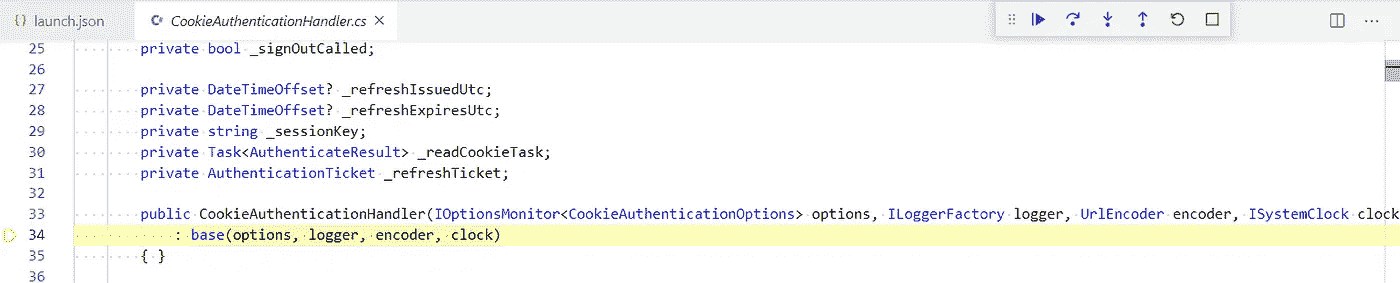 {} launch.json C# CookieAuthenticationHandler.cs ×
25 private bool _signOutCalled;
26
27 private DateTimeOffset? _refreshIssuedUtc;
28 private DateTimeOffset? _refreshExpiresUtc;
29 private string _sessionKey;
30 private Task<AuthenticateResult> _readCookieTask;
31 private AuthenticationTicket _refreshTicket;
32
33 public CookieAuthenticationHandler(IOptionsMonitor<CookieAuthenticationOptions> options, ILoggerFactory logger, UrlEncoder encoder, ISystemClock clock
34 : base(options, logger, encoder, clock)
35 { }
36